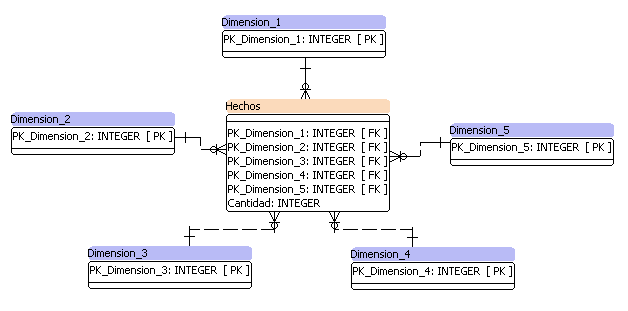 Dimension_1
PK_Dimension_1: INTEGER [ PK ]
Hechos
PK_Dimension_1: INTEGER [ FK ]
PK_Dimension_2: INTEGER [ FK ]
PK_Dimension_3: INTEGER [ FK ]
PK_Dimension_4: INTEGER [ FK ]
PK_Dimension_5: INTEGER [ FK ]
Cantidad: INTEGER
Dimension_2
PK_Dimension_2: INTEGER [ PK ]
Dimension_5
PK_Dimension_5: INTEGER [ PK ]
Dimension_3
PK_Dimension_3: INTEGER [ PK ]
Dimension_4
PK_Dimension_4: INTEGER [ PK ]